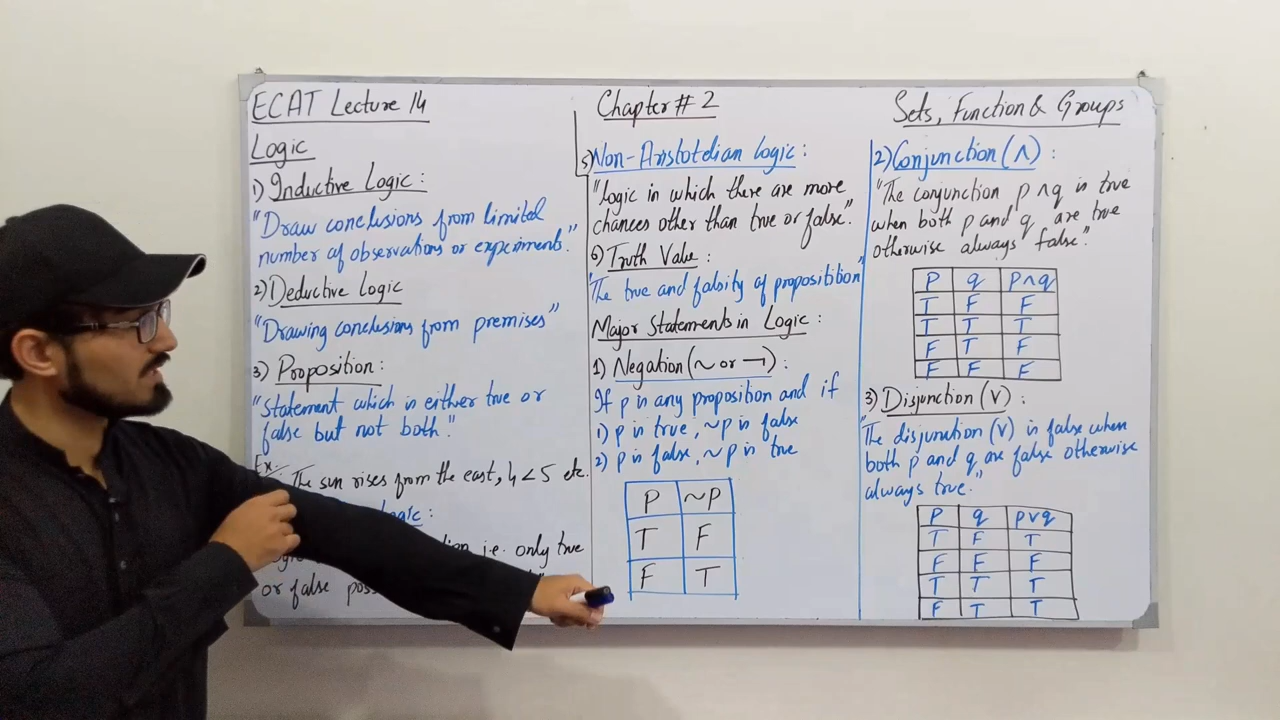 ECAT Lecture 14
Chapter # 2
Sets, Function & Groups
Logic
1) Inductive Logic:
"Draw conclusions from limited
number of observations or experiments."
2) Deductive Logic
"Drawing conclusions from premises"
3) Proposition:
"Statement which is either true or
false but not both."
Ex:- The sun rises from the east, 4 < 5 etc.
Logic:
i.e. only true
or false
5) Non-Aristotelian Logic:
"Logic in which there are more
chances other than true or false."
6) Truth Value:
"The true and falsity of proposition"
Major Statements in Logic:
1) Negation (~ or ¬):
If p is any proposition and if
1) p is true, ~p is false
2) p is false, ~p is true
P ~P
T F
F T
2) Conjunction (∧):
"The conjunction p ∧ q is true
when both p and q are true
otherwise always false."
P q P∧q
T F F
T T T
F T F
F F F
3) Disjunction (∨):
"The disjunction (∨) is false when
both p and q are false otherwise
always true."
P q p∨q
T F T
F F F
T T T
F T T